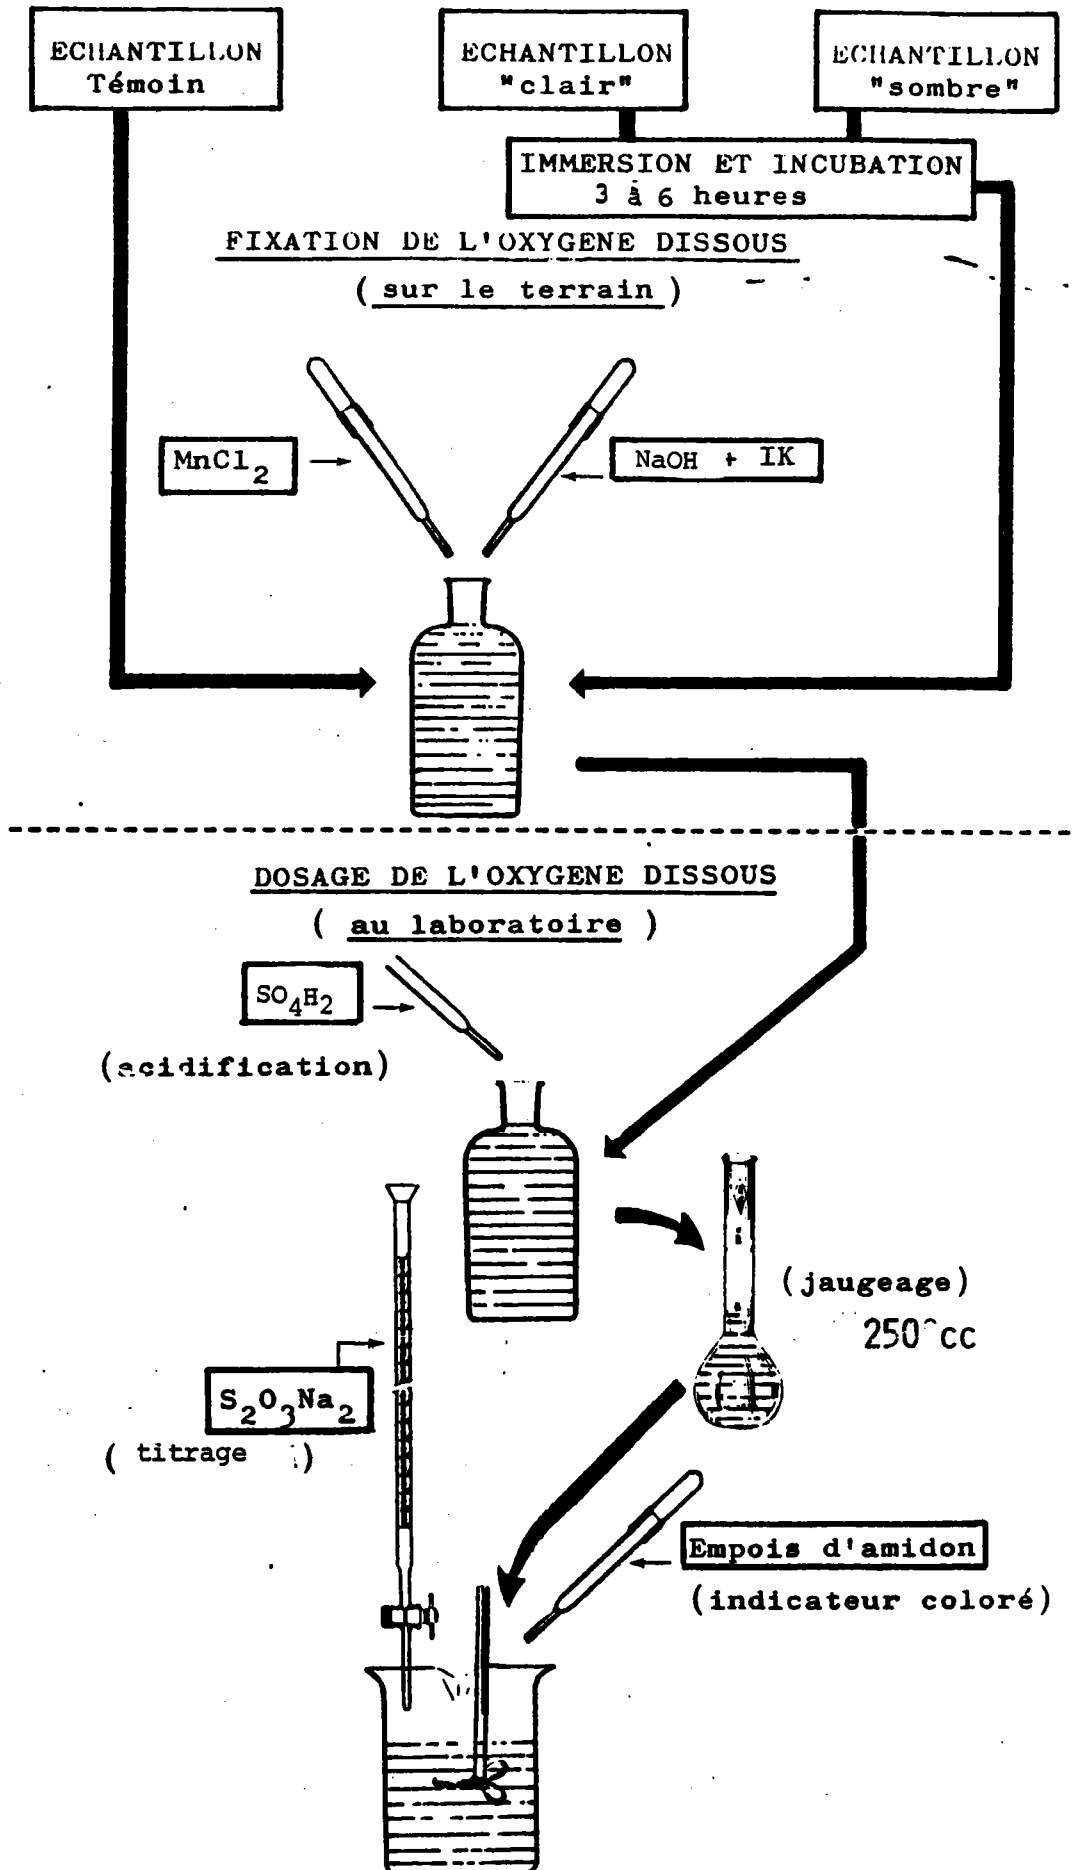 ECHANTILLON
Témoin
ECHANTILLON
"clair"
ECHANTILLON
"sombre"
IMMERSION ET INCUBATION
3 à 6 heures
FIXATION DE L'OXYGENE DISSOUS
(sur le terrain)
MnCl2
NaOH + IK
DOSAGE DE L'OXYGENE DISSOUS
( au laboratoire )
SO4H2
(acidification)
(jaugeage)
250 cc
S2O3Na2
( titrage )
Empois d'amidon
(indicateur coloré)